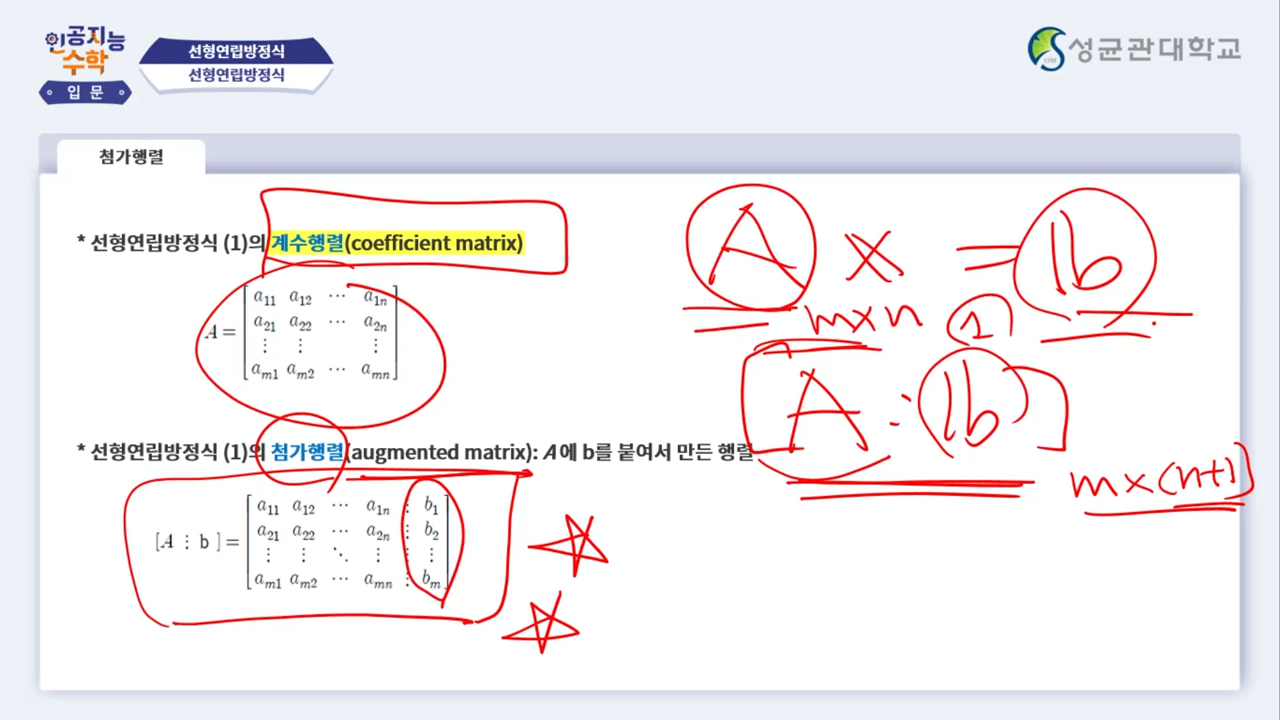 인공지능
수학
입문
선형연립방정식
선형연립방정식
성균관대학교
첨가행렬
* 선형연립방정식 (1)의 계수행렬(coefficient matrix)
A =
a11 a12 ⋯ a1n
a21 a22 ⋯ a2n
⋮ ⋮ ⋮
am1 am2 ⋯ amn
* 선형연립방정식 (1)의 첨가행렬(augmented matrix): A에 b를 붙여서 만든 행렬
[A ⋮ b ] =
a11 a12 ⋯ a1n ⋮ b1
a21 a22 ⋯ a2n ⋮ b2
⋮ ⋮ ⋱ ⋮ ⋮ ⋮
am1 am2 ⋯ amn ⋮ bm
A x = b
m×n
1
[A : b]
m×(n+1)